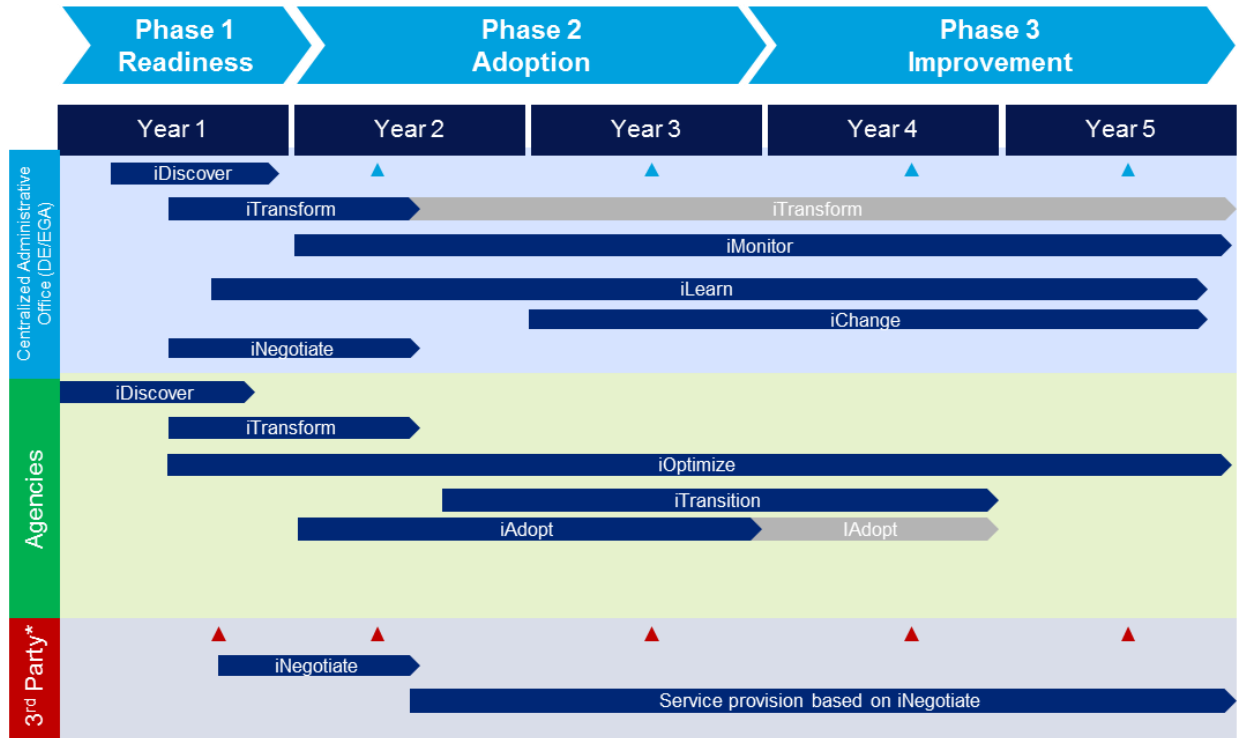 Phase 1
Readiness
Phase 2
Adoption
Phase 3
Improvement
Year 1
Year 2
Year 3
Year 4
Year 5
Centralized Administrative
Office (DE/EGA)
iDiscover
iTransform
iTransform
iMonitor
iLearn
iChange
iNegotiate
Agencies
iDiscover
iTransform
iOptimize
iTransition
iAdopt
IAdopt
3rd Party*
iNegotiate
Service provision based on iNegotiate